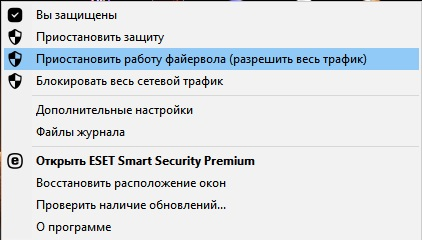 Вы защищены
Приостановить защиту
Приостановить работу файервола (разрешить весь трафик)
Блокировать весь сетевой трафик
Дополнительные настройки
Файлы журнала
Открыть ESET Smart Security Premium
Восстановить расположение окон
Проверить наличие обновлений...
О программе